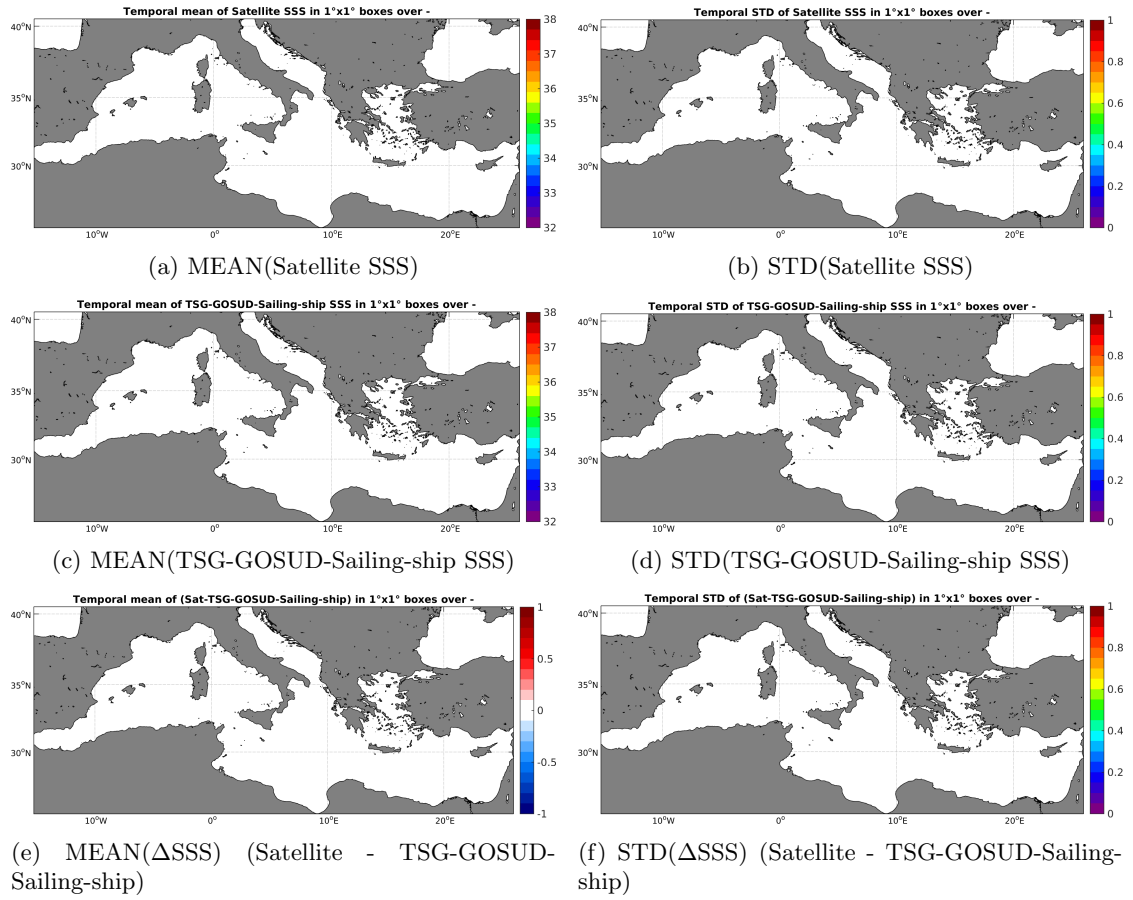 Temporal mean of Satellite SSS in 1°x1° boxes over -
40°N
35°N
30°N
10°W
0°
10°E
20°E
38
37
36
35
34
33
32
(a) MEAN(Satellite SSS)
Temporal STD of Satellite SSS in 1°x1° boxes over -
40°N
35°N
30°N
10°W
0°
10°E
20°E
1
0.8
0.6
0.4
0.2
0
(b) STD(Satellite SSS)
Temporal mean of TSG-GOSUD-Sailing-ship SSS in 1°x1° boxes over -
40°N
35°N
30°N
10°W
0°
10°E
20°E
38
37
36
35
34
33
32
(c) MEAN(TSG-GOSUD-Sailing-ship SSS)
Temporal STD of TSG-GOSUD-Sailing-ship SSS in 1°x1° boxes over -
40°N
35°N
30°N
10°W
0°
10°E
20°E
1
0.8
0.6
0.4
0.2
0
(d) STD(TSG-GOSUD-Sailing-ship SSS)
Temporal mean of (Sat-TSG-GOSUD-Sailing-ship) in 1°x1° boxes over -
40°N
35°N
30°N
10°W
0°
10°E
20°E
1
0.5
0
-0.5
-1
(e) MEAN(ΔSSS) (Satellite - TSG-GOSUD-
Sailing-ship)
Temporal STD of (Sat-TSG-GOSUD-Sailing-ship) in 1°x1° boxes over -
40°N
35°N
30°N
10°W
0°
10°E
20°E
1
0.8
0.6
0.4
0.2
0
(f) STD(ΔSSS) (Satellite - TSG-GOSUD-Sailing-
ship)